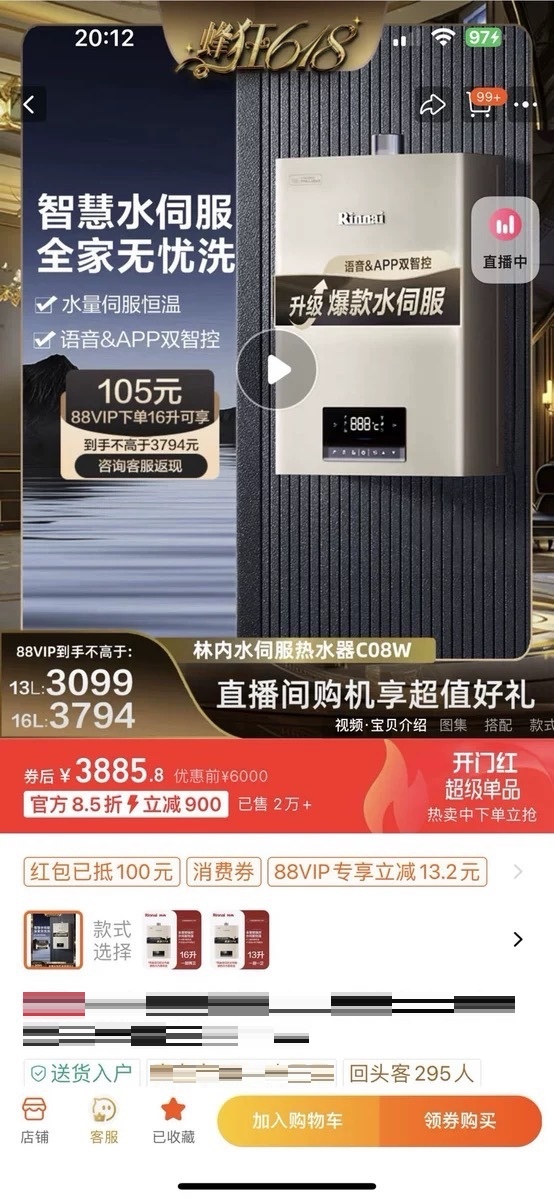 20:12
蜂狂618
97
99+
智慧水伺服
全家无忧洗
水量伺服恒温
语音&APP双智控
105元
88VIP下单16升可享
到手不高于3794元
咨询客服返现
Rinnai
语音&APP双智控
升级 爆款水伺服
888℃
直播中
88VIP到手不高于:
13L:3099
16L:3794
林内水伺服热水器C08W
直播间购机享超值好礼
视频·宝贝介绍 图集 搭配 款式
券后¥3885.8 优惠前¥6000
官方8.5折 立减900 已售2万+
开门红
超级单品
热卖中下单立抢
红包已抵100元 消费券 88VIP专享立减13.2元
款式
选择
16升
13升
送货入户 回头客295人
店铺
客服
已收藏
加入购物车
领券购买